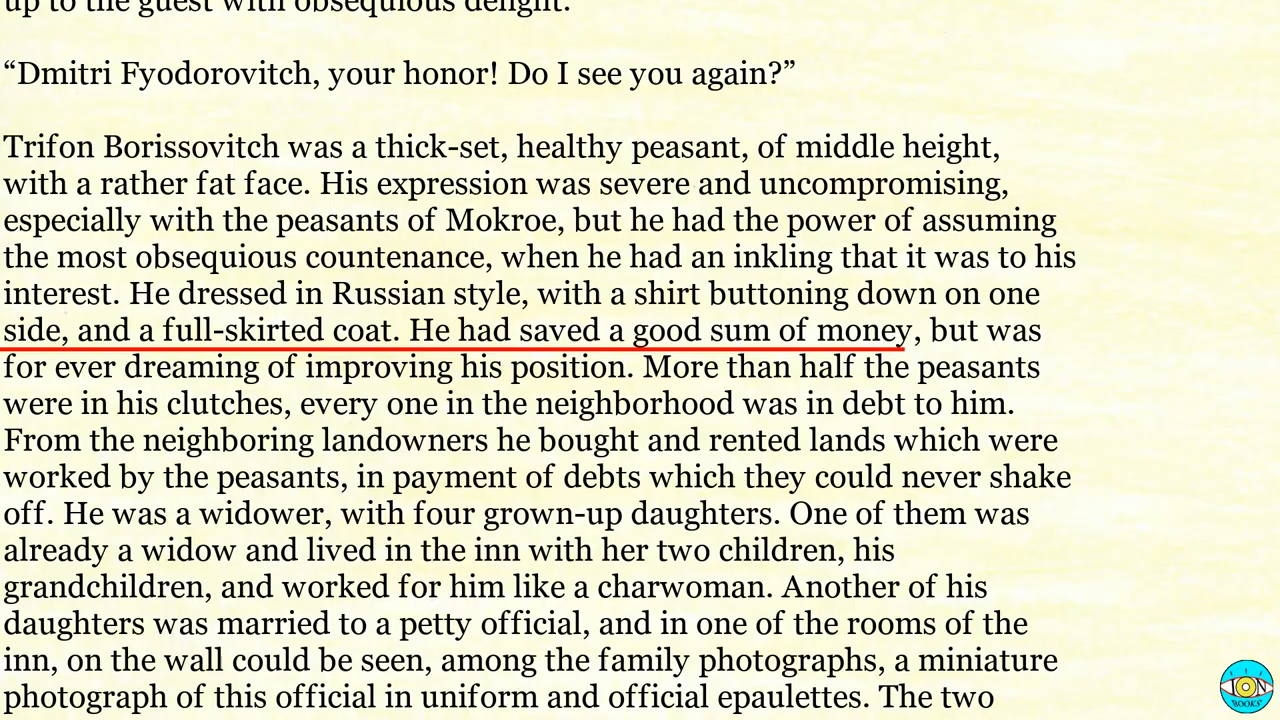 up to the guest with obsequious delight.
“Dmitri Fyodorovitch, your honor! Do I see you again?”
Trifon Borissovitch was a thick-set, healthy peasant, of middle height,
with a rather fat face. His expression was severe and uncompromising,
especially with the peasants of Mokroe, but he had the power of assuming
the most obsequious countenance, when he had an inkling that it was to his
interest. He dressed in Russian style, with a shirt buttoning down on one
side, and a full-skirted coat. He had saved a good sum of money, but was
for ever dreaming of improving his position. More than half the peasants
were in his clutches, every one in the neighborhood was in debt to him.
From the neighboring landowners he bought and rented lands which were
worked by the peasants, in payment of debts which they could never shake
off. He was a widower, with four grown-up daughters. One of them was
already a widow and lived in the inn with her two children, his
grandchildren, and worked for him like a charwoman. Another of his
daughters was married to a petty official, and in one of the rooms of the
inn, on the wall could be seen, among the family photographs, a miniature
photograph of this official in uniform and official epaulettes. The two
ION
BOOKS